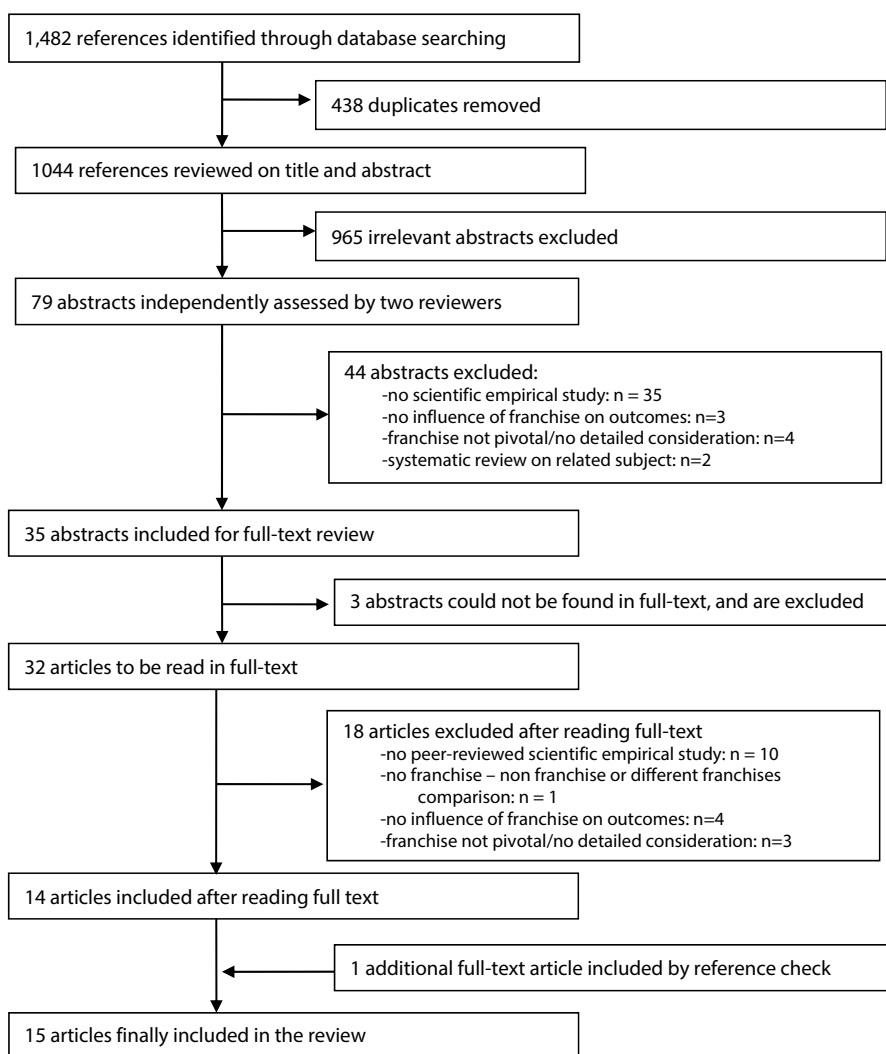 1,482 references identified through database searching
438 duplicates removed
1044 references reviewed on title and abstract
965 irrelevant abstracts excluded
79 abstracts independently assessed by two reviewers
44 abstracts excluded:
-no scientific empirical study: n = 35
-no influence of franchise on outcomes: n=3
-franchise not pivotal/no detailed consideration: n=4
-systematic review on related subject: n=2
35 abstracts included for full-text review
3 abstracts could not be found in full-text, and are excluded
32 articles to be read in full-text
18 articles excluded after reading full-text
-no peer-reviewed scientific empirical study: n = 10
-no franchise – non franchise or different franchises
comparison: n = 1
-no influence of franchise on outcomes: n=4
-franchise not pivotal/no detailed consideration: n=3
14 articles included after reading full text
1 additional full-text article included by reference check
15 articles finally included in the review